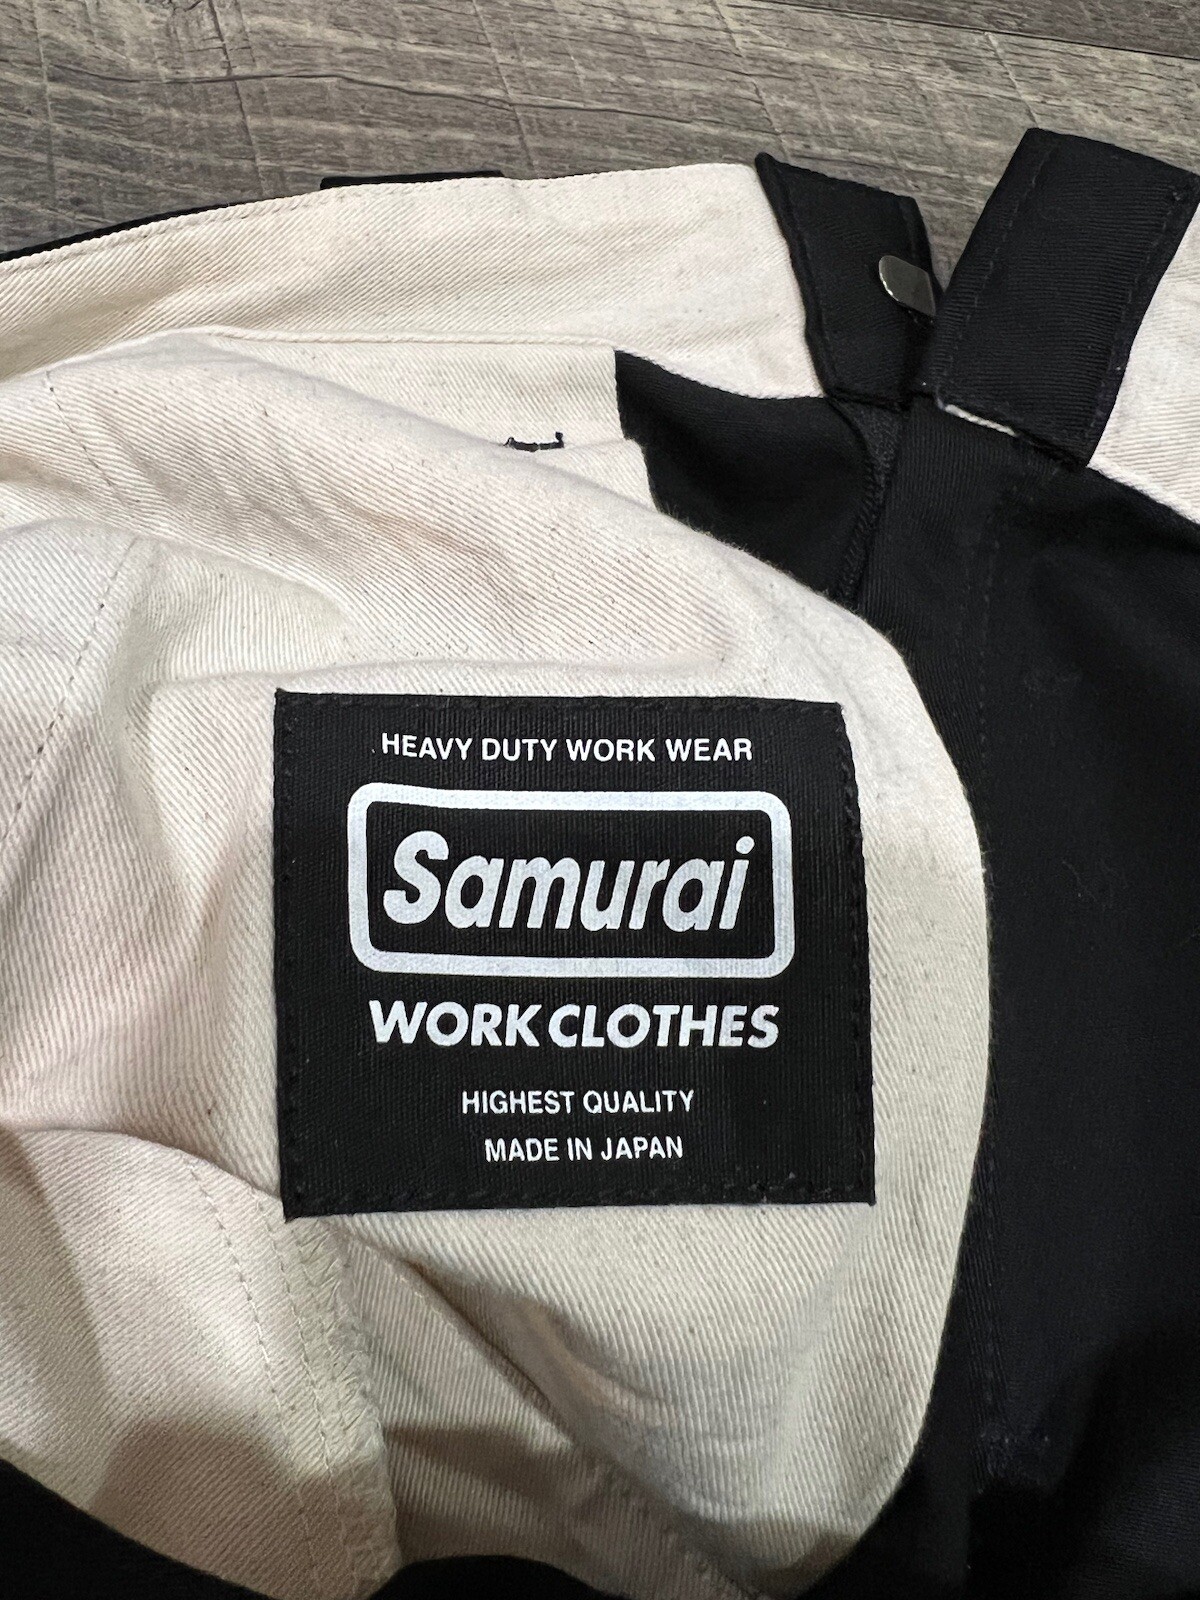 HEAVY DUTY WORK WEAR
Samurai
WORK CLOTHES
HIGHEST QUALITY
MADE IN JAPAN